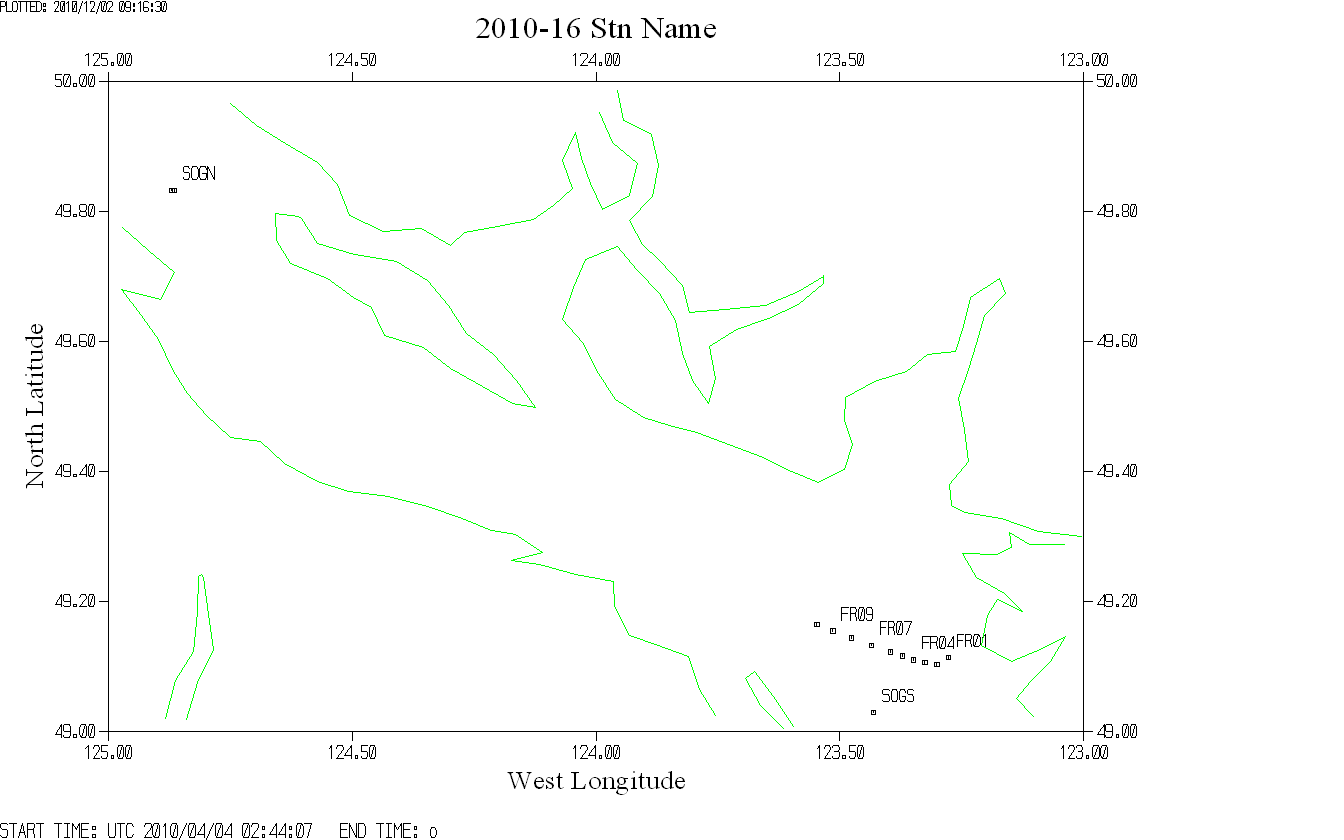 PLOTTED: 2010/12/02 09:16:30
2010-16 Stn Name
125.00 124.50 124.00 123.50 123.00
50.00 50.00
SOGN
49.80 49.80
49.60 49.60
North Latitude
49.40 49.40
49.20 49.20
FR09
FR07
FR04 FR01
SOGS
49.00 49.00
125.00 124.50 124.00 123.50 123.00
West Longitude
START TIME: UTC 2010/04/04 02:44:07 END TIME: o